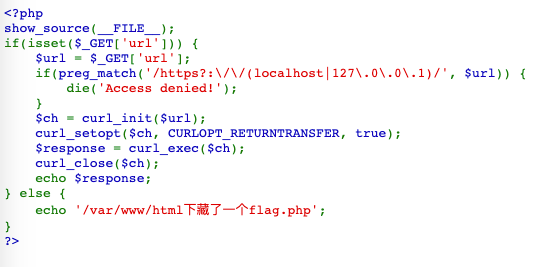 <?php
show_source(__FILE__);
if(isset($_GET['url'])) {
    $url = $_GET['url'];
    if(preg_match('/https?:\/\/(localhost|127\.0\.0\.1)/', $url)) {
        die('Access denied!');
    }
    $ch = curl_init($url);
    curl_setopt($ch, CURLOPT_RETURNTRANSFER, true);
    $response = curl_exec($ch);
    curl_close($ch);
    echo $response;
} else {
    echo '/var/www/html下藏了一个flag.php';
}
?>